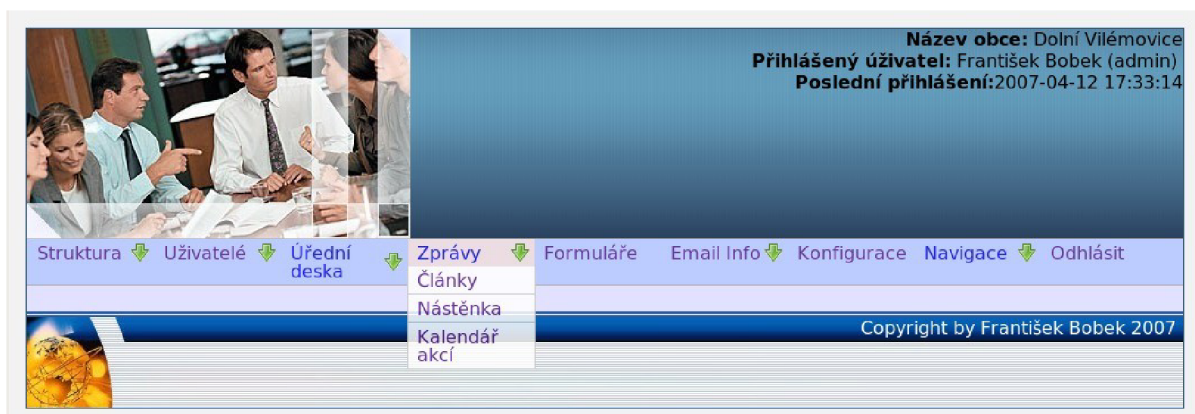 Název obce: Dolní Vilémovice
Přihlášený úživatel: František Bobek (admin)
Poslední přihlášení:2007-04-12 17:33:14
Struktura Uživatelé Úřední deska Zprávy Formuláře Email Info Konfigurace Navigace Odhlásit
Články
Nástěnka
Kalendář
akcí
Copyright by František Bobek 2007